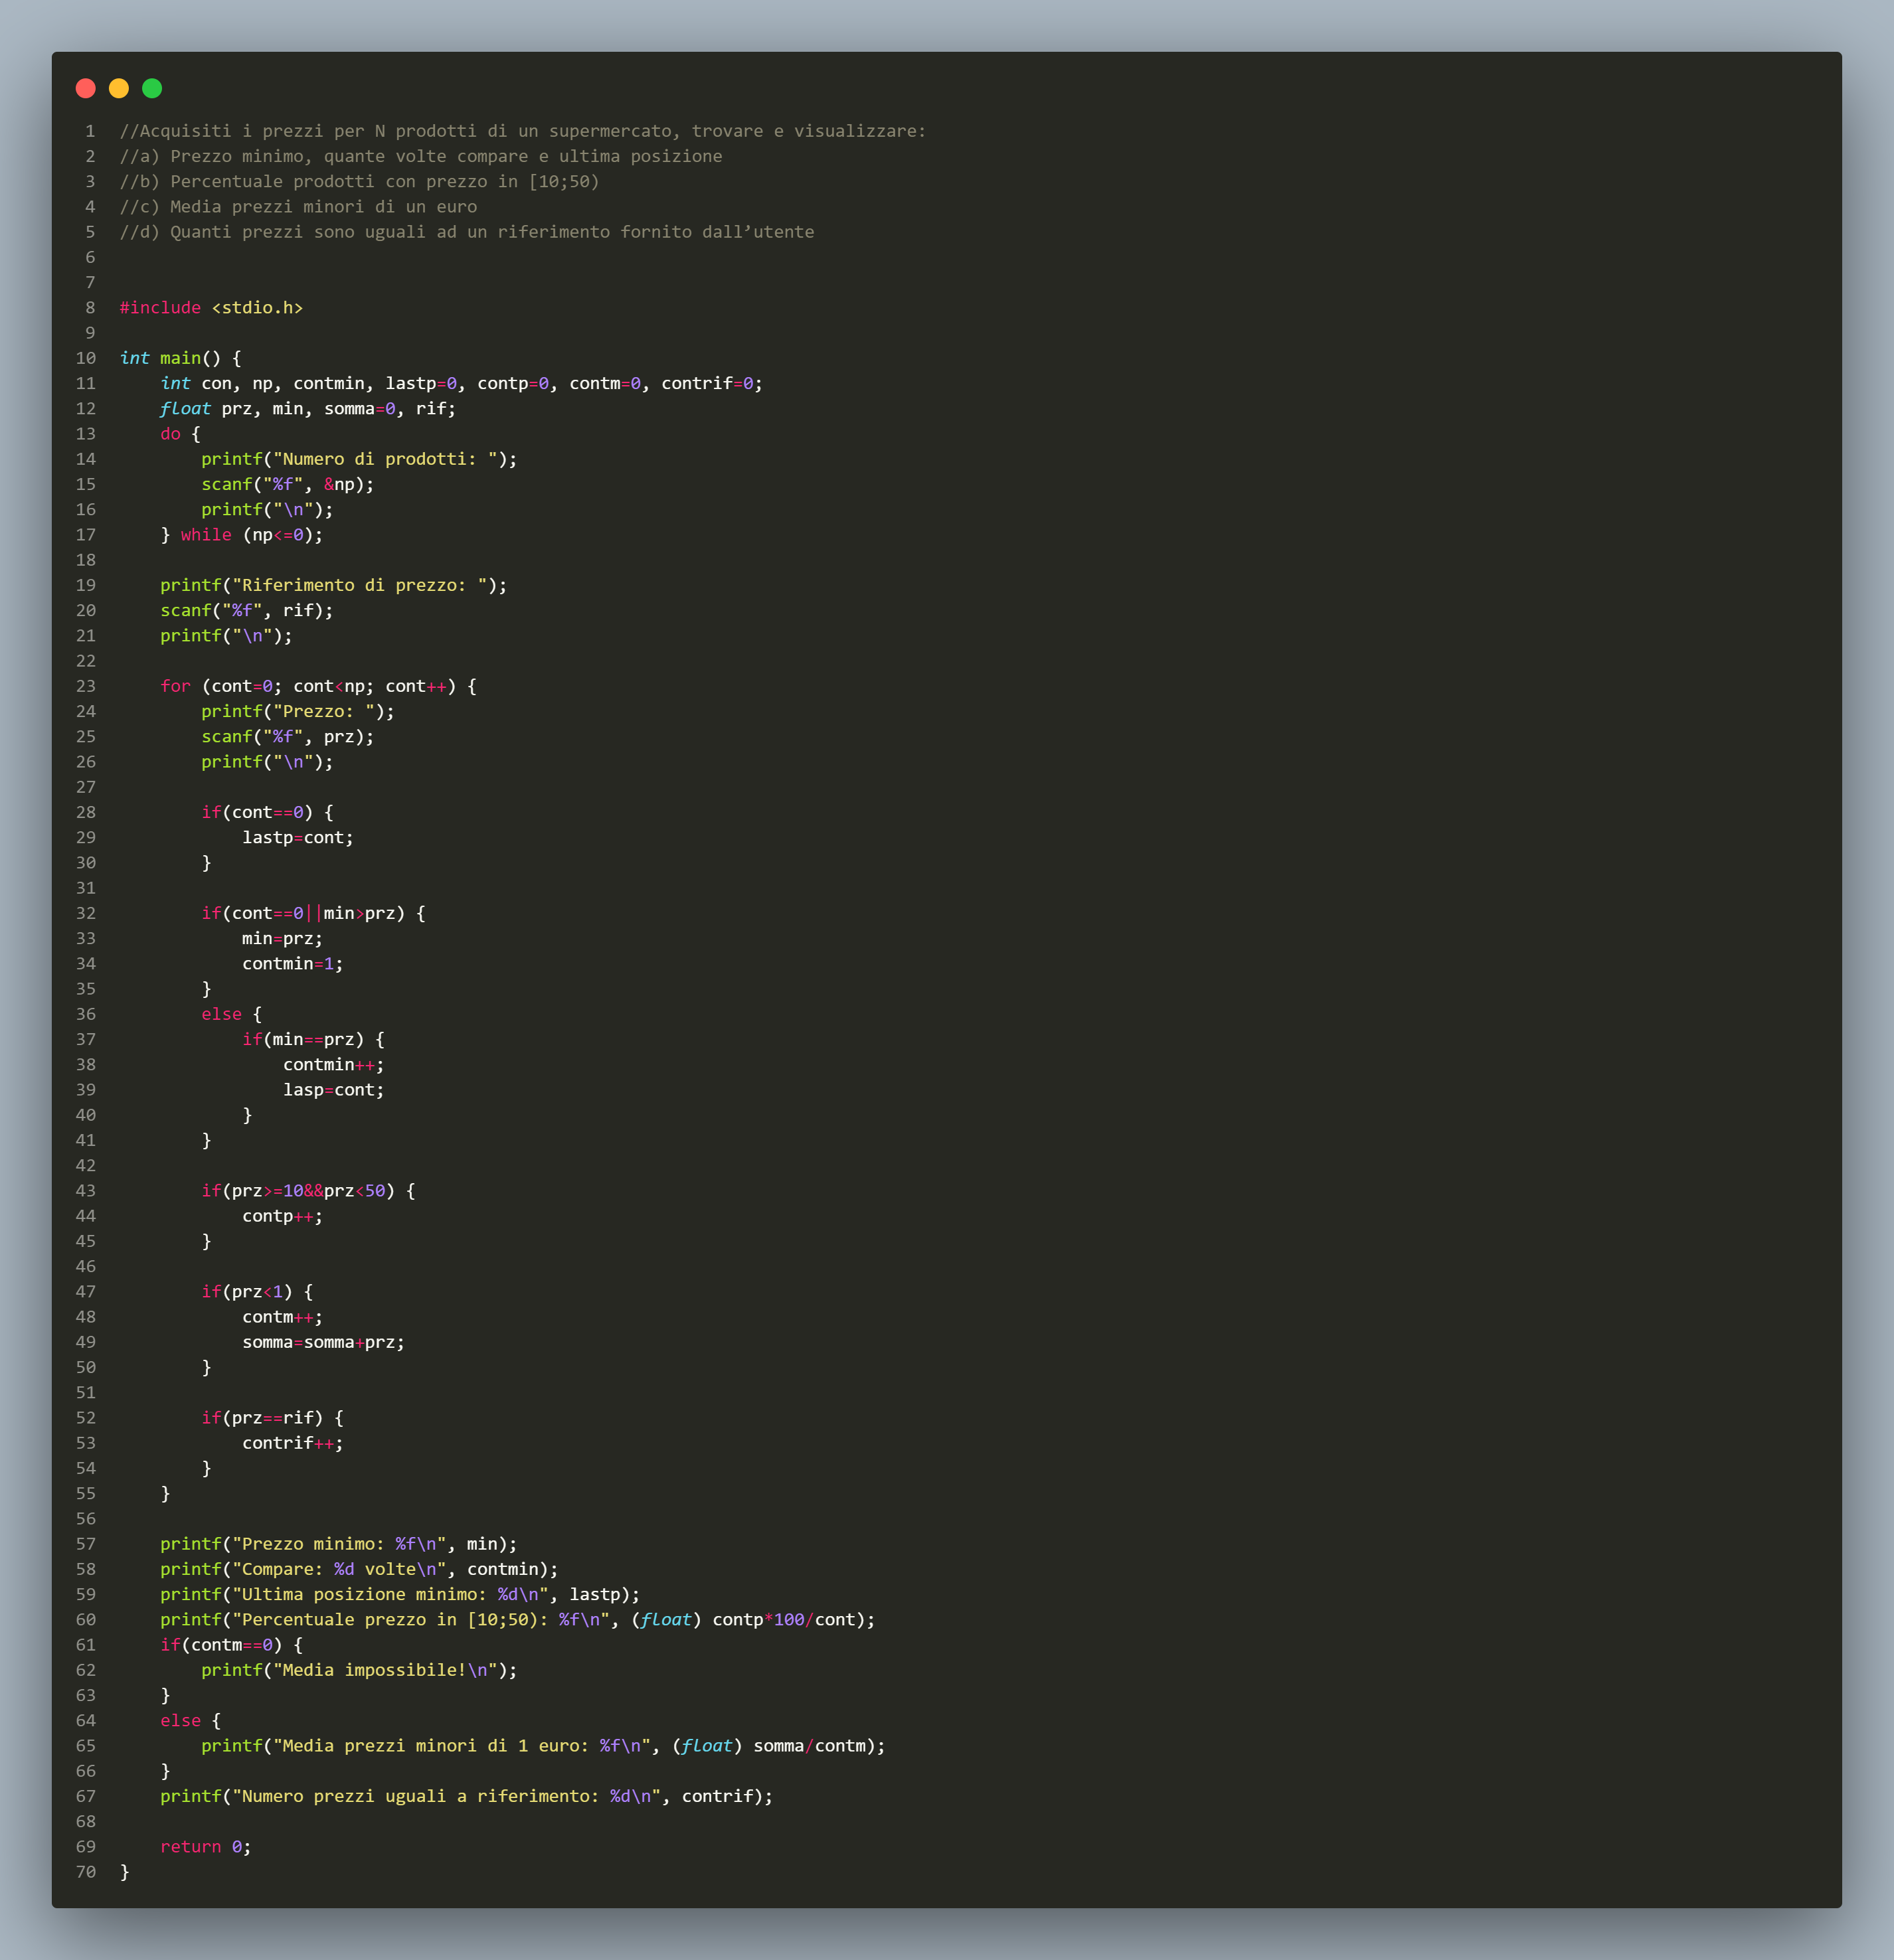 1 //Acquisiti i prezzi per N prodotti di un supermercato, trovare e visualizzare:
2 //a) Prezzo minimo, quante volte compare e ultima posizione
3 //b) Percentuale prodotti con prezzo in [10;50)
4 //c) Media prezzi minori di un euro
5 //d) Quanti prezzi sono uguali ad un riferimento fornito dall’utente
6
7
8 #include <stdio.h>
9
10 int main() {
11     int con, np, contmin, lastp=0, contp=0, contm=0, contrif=0;
12     float prz, min, somma=0, rif;
13     do {
14         printf("Numero di prodotti: ");
15         scanf("%f", &np);
16         printf("\n");
17     } while (np<=0);
18
19     printf("Riferimento di prezzo: ");
20     scanf("%f", rif);
21     printf("\n");
22
23     for (cont=0; cont<np; cont++) {
24         printf("Prezzo: ");
25         scanf("%f", prz);
26         printf("\n");
27
28         if(cont==0) {
29             lastp=cont;
30         }
31
32         if(cont==0||min>prz) {
33             min=prz;
34             contmin=1;
35         }
36         else {
37             if(min==prz) {
38                 contmin++;
39                 lasp=cont;
40             }
41         }
42
43         if(prz>=10&&prz<50) {
44             contp++;
45         }
46
47         if(prz<1) {
48             contm++;
49             somma=somma+prz;
50         }
51
52         if(prz==rif) {
53             contrif++;
54         }
55     }
56
57     printf("Prezzo minimo: %f\n", min);
58     printf("Compare: %d volte\n", contmin);
59     printf("Ultima posizione minimo: %d\n", lastp);
60     printf("Percentuale prezzo in [10;50): %f\n", (float) contp*100/cont);
61     if(contm==0) {
62         printf("Media impossibile!\n");
63     }
64     else {
65         printf("Media prezzi minori di 1 euro: %f\n", (float) somma/contm);
66     }
67     printf("Numero prezzi uguali a riferimento: %d\n", contrif);
68
69     return 0;
70 }